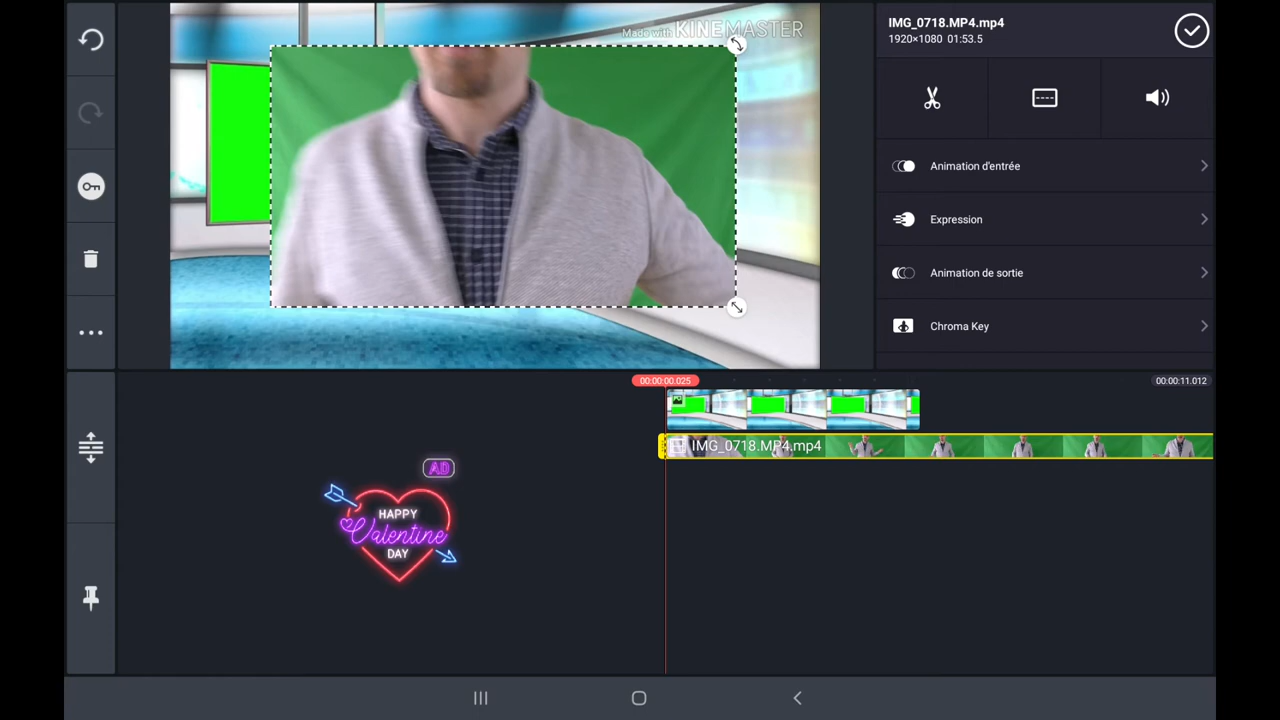 Made with KINEMASTER
IMG_0718.MP4.mp4
1920×1080 01:53.5
Animation d'entrée
Expression
Animation de sortie
Chroma Key
00:00:00.025
00:00:11.012
IMG_0718.MP4.mp4
AD
HAPPY
Valentine
DAY